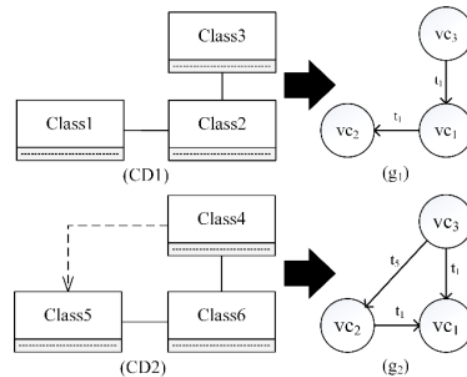 Class3
Class1
Class2
(CD1)
vc3
t1
vc2
t1
vc1
(g1)
Class4
Class5
Class6
(CD2)
vc3
t5
t1
vc2
t1
vc1
(g2)